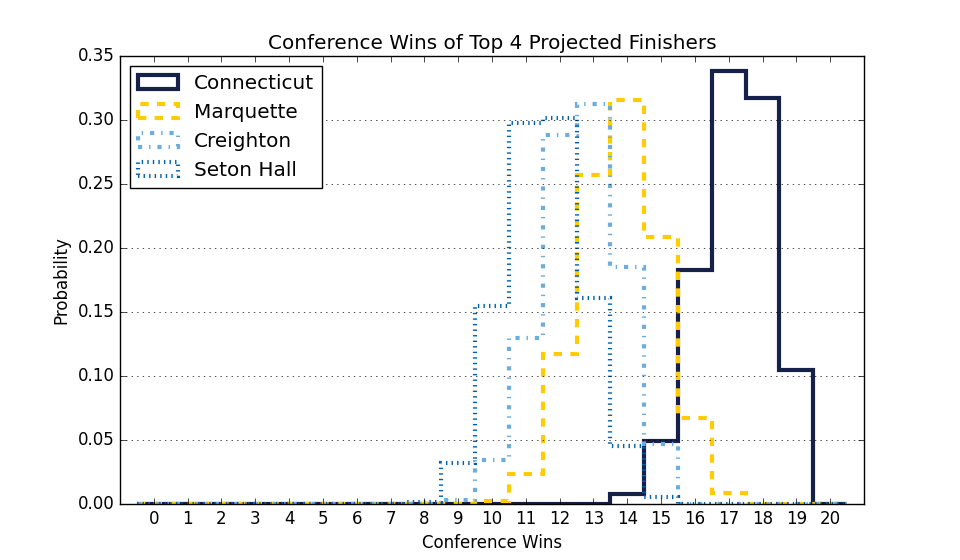 Conference Wins of Top 4 Projected Finishers
Connecticut
Marquette
Creighton
Seton Hall
0.35
0.30
0.25
0.20
0.15
0.10
0.05
0.00
Probability
0 1 2 3 4 5 6 7 8 9 10 11 12 13 14 15 16 17 18 19 20
Conference Wins